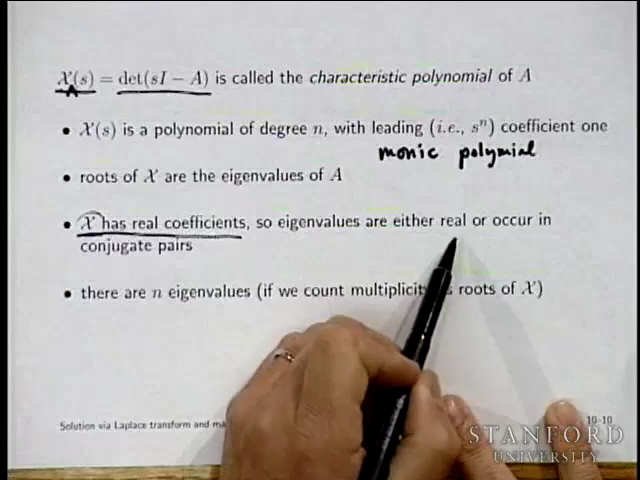 𝒳(s) = det(sI − A) is called the characteristic polynomial of A
A
• 𝒳(s) is a polynomial of degree n, with leading (i.e., sⁿ) coefficient one
monic polymial
• roots of 𝒳 are the eigenvalues of A
• 𝒳 has real coefficients, so eigenvalues are either real or occur in
conjugate pairs
• there are n eigenvalues (if we count roots of 𝒳)
Solution via Laplace transform and
10-10
STANFORD
UNIVERSITY